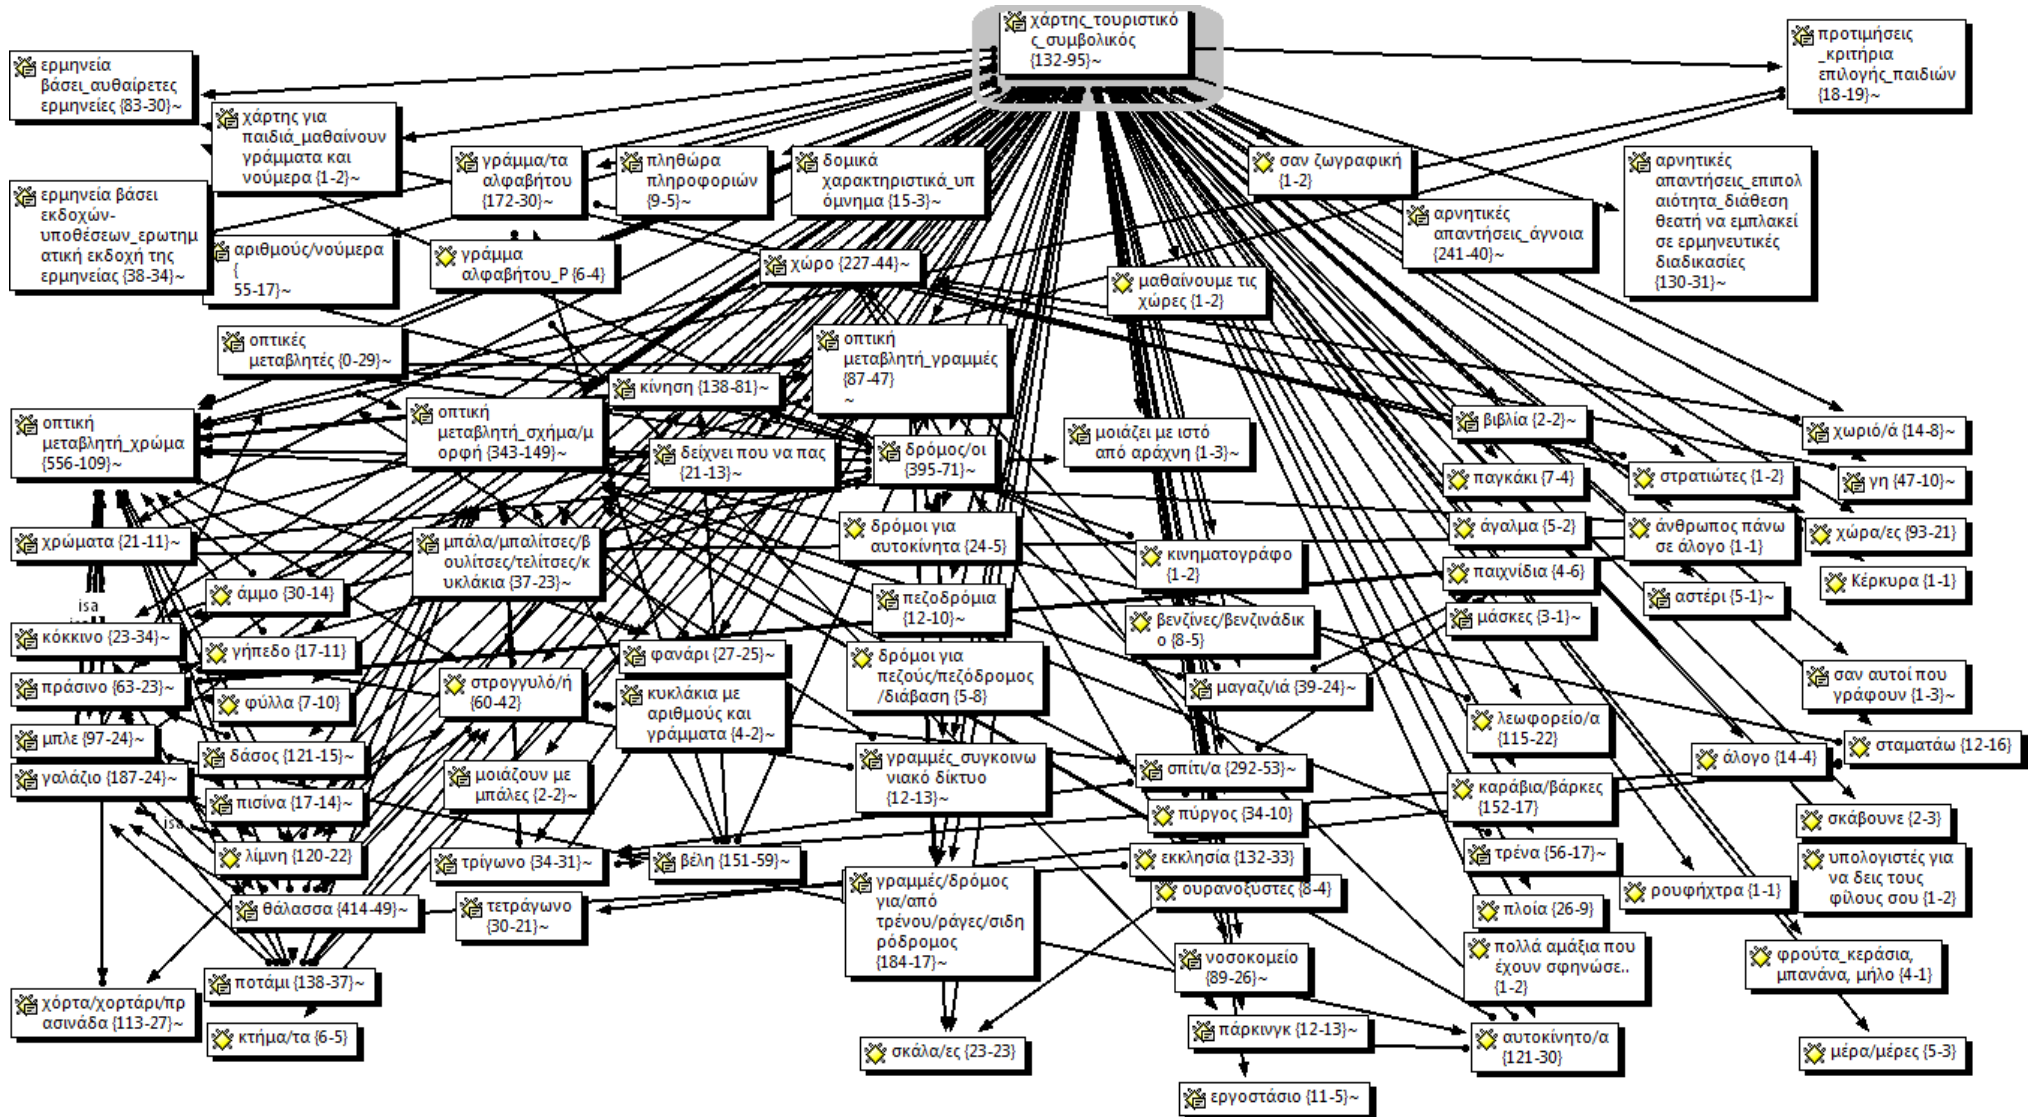 χάρτης_τουριστικό
ς_συμβολικός
{132-95}~
προτιμήσεις
_κριτήρια
επιλογής_παιδιών
{18-19}~
ερμηνεία
βάσει_αυθαίρετες
ερμηνείες {83-30}~
χάρτης για
παιδιά_μαθαίνουν
γράμματα και
νούμερα {1-2}~
γράμμα/τα
αλφαβήτου
{172-30}~
πληθώρα
πληροφοριών
{9-5}~
δομικά
χαρακτηριστικά_υπ
όμνημα {15-3}~
σαν ζωγραφική
{1-2}
αρνητικές
απαντήσεις_επιπολ
αιότητα_διάθεση
θεατή να εμπλακεί
σε ερμηνευτικές
διαδικασίες
{130-31}~
ερμηνεία βάσει
εκδοχών-
υποθέσεων_ερωτημ
ατική εκδοχή της
ερμηνείας {38-34}~
αρνητικές
απαντήσεις_άγνοια
{241-40}~
αριθμούς/νούμερα
{
55-17}~
γράμμα
αλφαβήτου_Ρ {6-4}
χώρο {227-44}~
μαθαίνουμε τις
χώρες {1-2}
οπτικές
μεταβλητές {0-29}~
οπτική
μεταβλητή_γραμμές
{87-47}
~
κίνηση {138-81}~
οπτική
μεταβλητή_χρώμα
{556-109}~
οπτική
μεταβλητή_σχήμα/μ
ορφή {343-149}~
δείχνει που να πας
{21-13}~
δρόμος/οι
{395-71}~
μοιάζει με ιστό
από αράχνη {1-3}~
βιβλία {2-2}~
χωριό/ά {14-8}~
παγκάκι {7-4}
στρατιώτες {1-2}
γη {47-10}~
χρώματα {21-11}~
μπάλα/μπαλίτσες/β
ουλίτσες/τελίτσες/κ
υκλάκια {37-23}~
δρόμοι για
αυτοκίνητα {24-5}
κινηματογράφο
{1-2}
άγαλμα {5-2}
άνθρωπος πάνω
σε άλογο {1-1}
χώρα/ες {93-21}
άμμο {30-14}
πεζοδρόμια
{12-10}~
παιχνίδια {4-6}
αστέρι {5-1}~
Κέρκυρα {1-1}
isa
κόκκινο {23-34}~
γήπεδο {17-11}
φανάρι {27-25}~
δρόμοι για
πεζούς/πεζόδρομος
/διάβαση {5-8}
βενζίνες/βενζινάδικ
ο {8-5}
μάσκες {3-1}~
πράσινο {63-23}~
φύλλα {7-10}
στρογγυλό/ή
{60-42}
κυκλάκια με
αριθμούς και
γράμματα {4-2}~
μαγαζι/ιά {39-24}~
σαν αυτοί που
γράφουν {1-3}~
μπλε {97-24}~
δάσος {121-15}~
γραμμές_συγκοινω
νιακό δίκτυο
{12-13}~
λεωφορείο/α
{115-22}
σταματάω {12-16}
γαλάζιο {187-24}~
πισίνα {17-14}~
μοιάζουν με
μπάλες {2-2}~
σπίτι/α {292-53}~
καράβια/βάρκες
{152-17}
άλογο {14-4}
isa
λίμνη {120-22}
τρίγωνο {34-31}~
βέλη {151-59}~
πύργος {34-10}
εκκλησία {132-33}
τρένα {56-17}~
σκάβουνε {2-3}
υπολογιστές για
να δεις τους
φίλους σου {1-2}
θάλασσα {414-49}~
τετράγωνο
{30-21}~
γραμμές/δρόμος
για/από
τρένου/ράγες/σιδη
ρόδρομος
{184-17}~
ουρανοξύστες {8-4}
πλοία {26-9}
ρουφήχτρα {1-1}
ποτάμι {138-37}~
νοσοκομείο
{89-26}~
πολλά αμάξια που
έχουν σφηνώσε..
{1-2}
φρούτα_κεράσια,
μπανάνα, μήλο {4-1}
χόρτα/χορτάρι/πρ
ασινάδα {113-27}~
κτήμα/τα {6-5}
σκάλα/ες {23-23}
πάρκινγκ {12-13}~
αυτοκίνητο/α
{121-30}
μέρα/μέρες {5-3}
εργοστάσιο {11-5}~